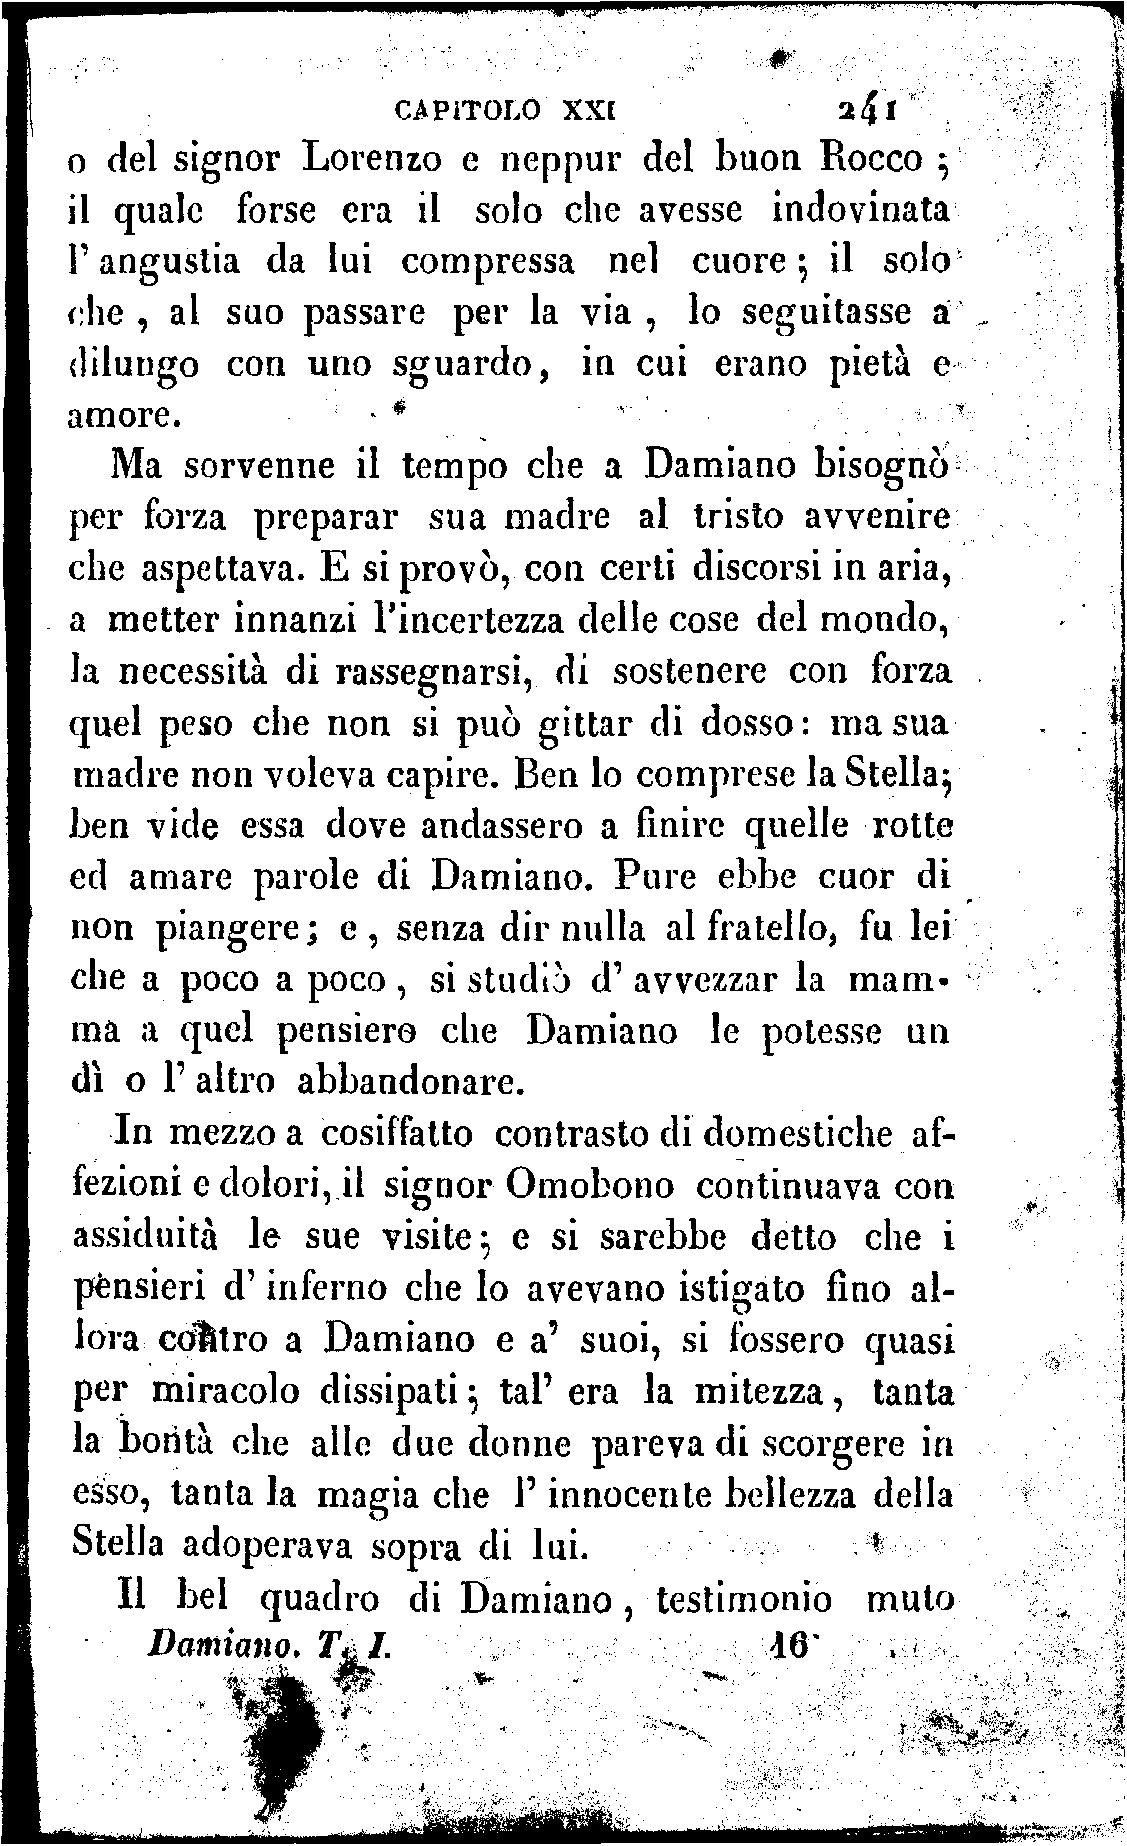 CAPITOLO XXI 241
o del signor Lorenzo e neppur del buon Rocco ;
il quale forse era il solo che avesse indovinata
l' angustia da lui compressa nel cuore ; il solo
che , al suo passare per la via , lo seguitasse a
dilungo con uno sguardo, in cui erano pietà e
amore.
Ma sorvenne il tempo che a Damiano bisognò
per forza preparar sua madre al tristo avvenire
che aspettava. E si provò, con certi discorsi in aria,
a metter innanzi l'incertezza delle cose del mondo,
la necessità di rassegnarsi, di sostenere con forza
quel peso che non si può gittar di dosso: ma sua
madre non voleva capire. Ben lo comprese la Stella;
ben vide essa dove andassero a finire quelle rotte
ed amare parole di Damiano. Pure ebbe cuor di
non piangere; e , senza dir nulla al fratello, fu lei
che a poco a poco , si studiò d' avvezzar la mam-
ma a quel pensiero che Damiano le potesse un
dì o l' altro abbandonare.
In mezzo a cosiffatto contrasto di domestiche af-
fezioni e dolori, il signor Omobono continuava con
assiduità le sue visite ; e si sarebbe detto che i
pensieri d' inferno che lo avevano istigato fino al-
lora contro a Damiano e a' suoi, si fossero quasi
per miracolo dissipati ; tal' era la mitezza , tanta
la bontà che alle due donne pareva di scorgere in
esso, tanta la magia che l' innocente bellezza della
Stella adoperava sopra di lui.
Il bel quadro di Damiano , testimonio muto
Damiano. T. I. 16